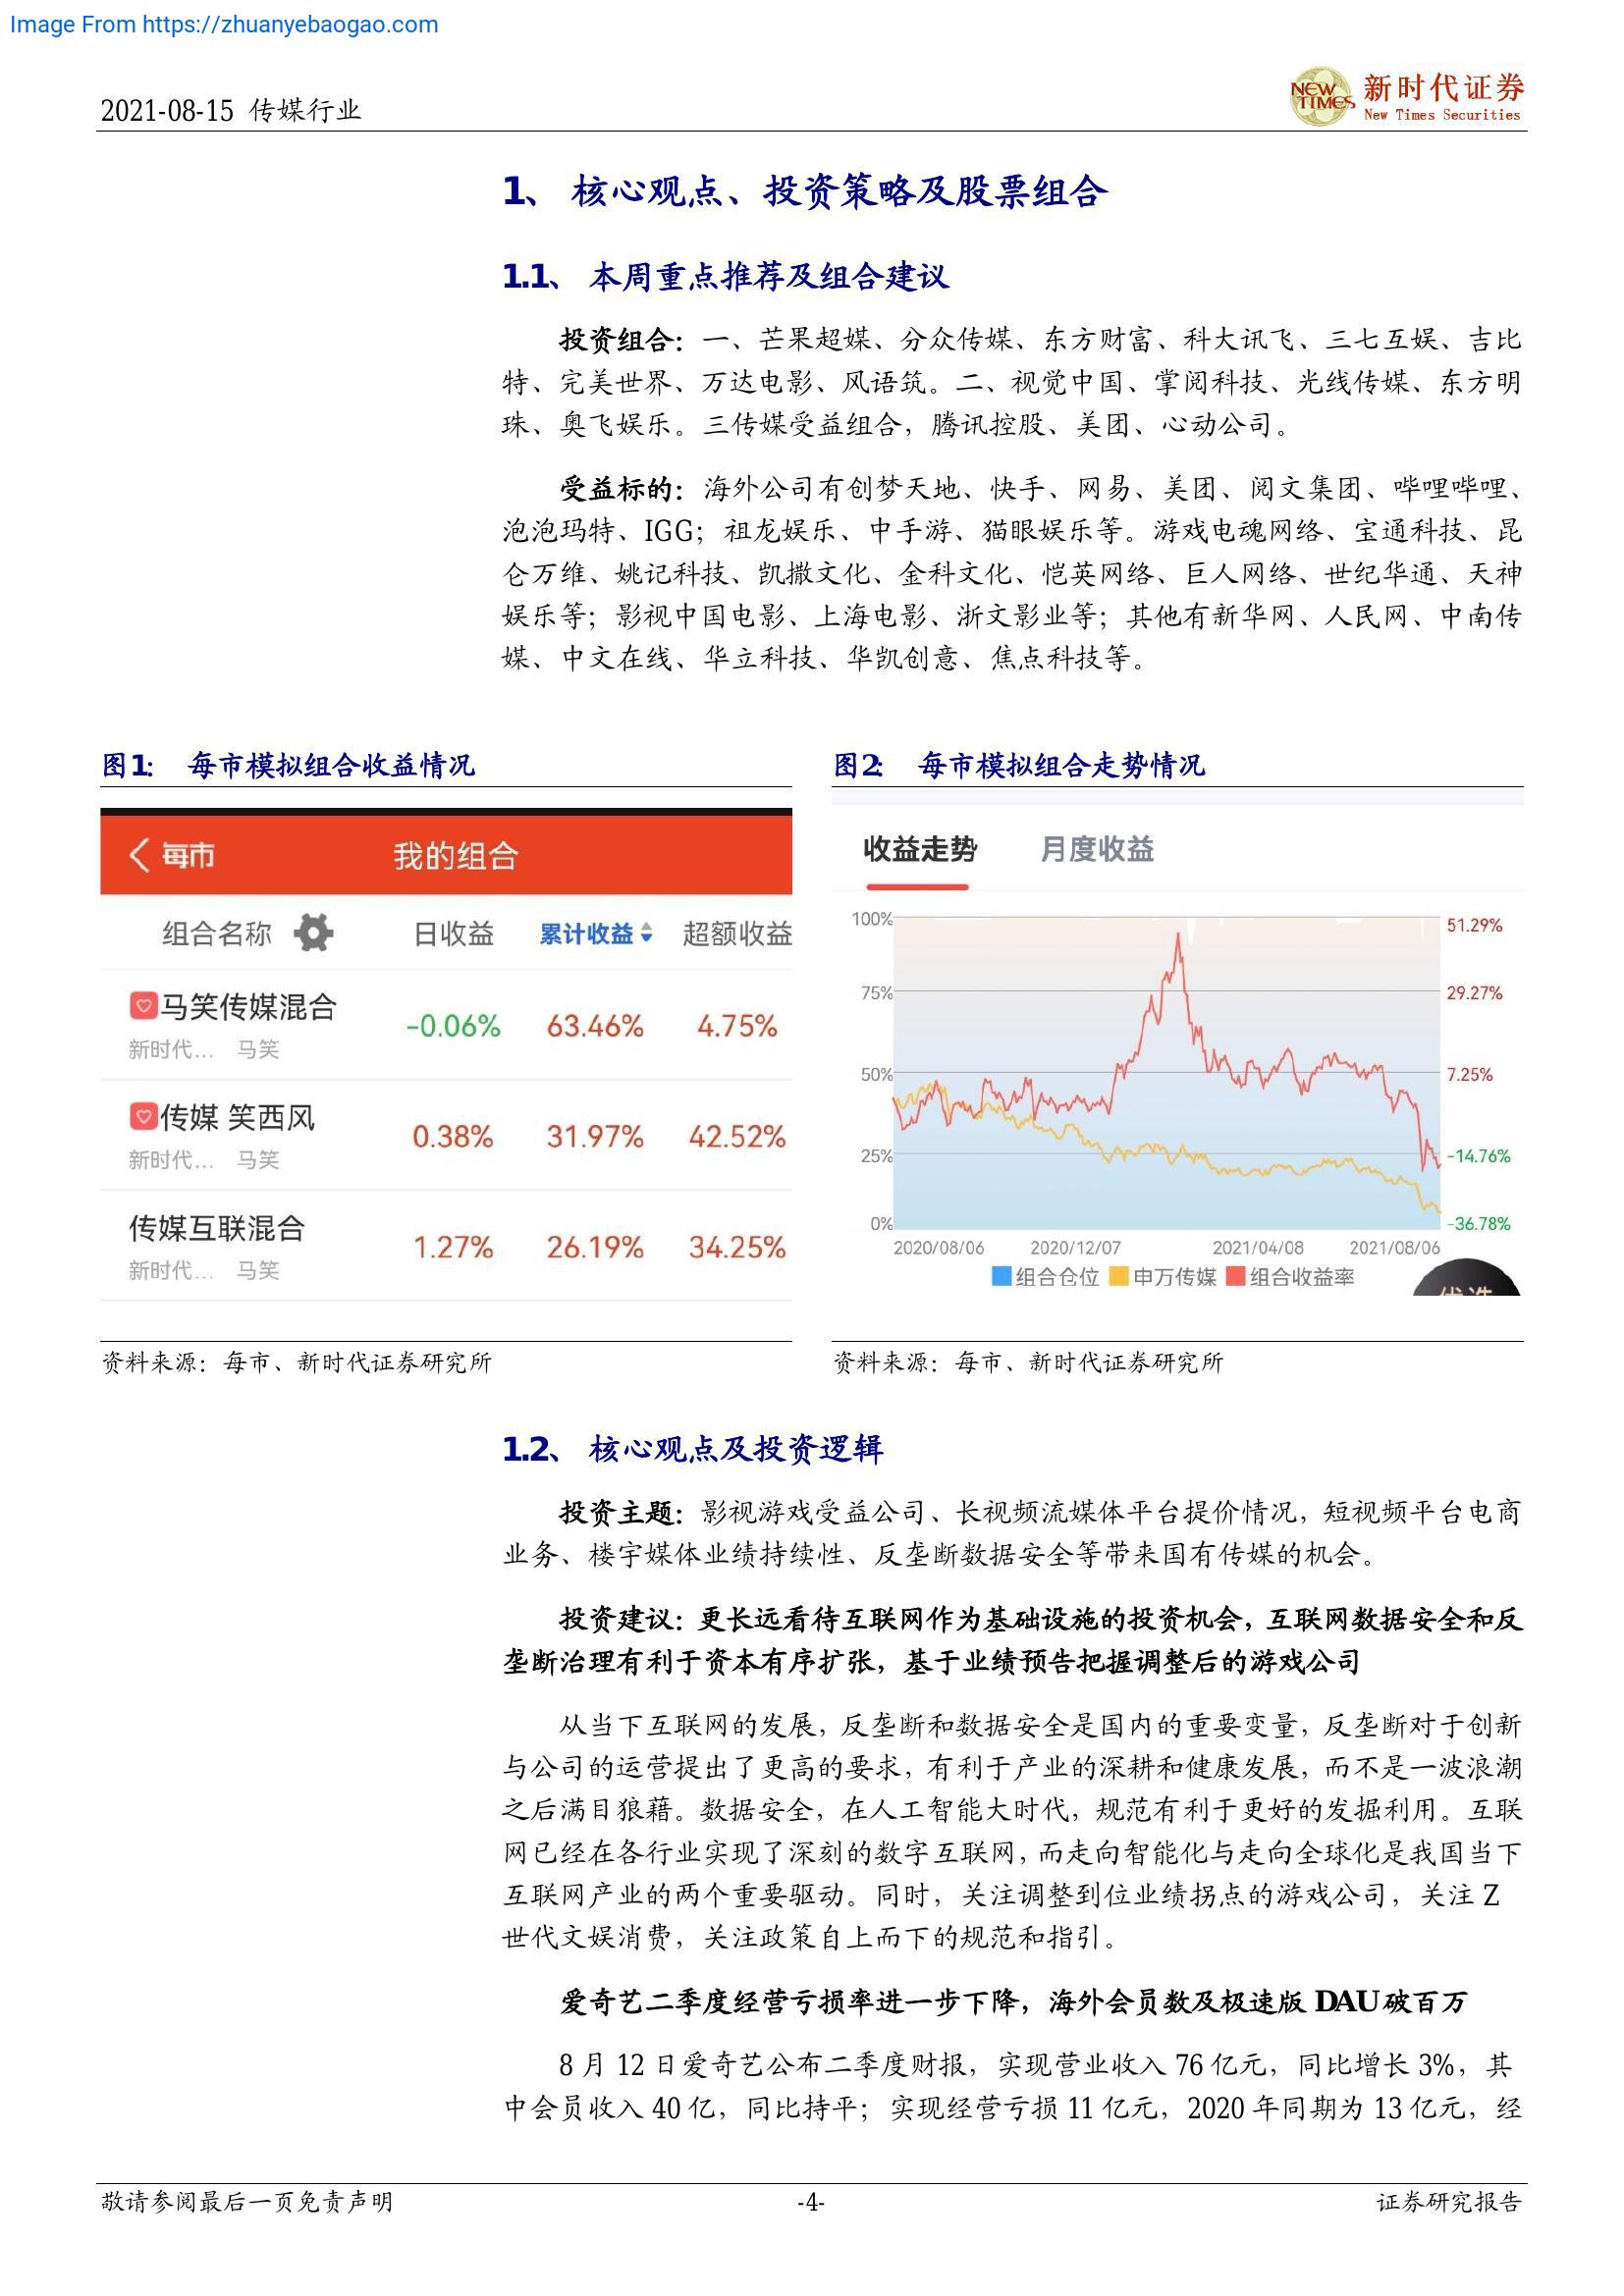 Image From https://zhuanyebaogao.com
2021-08-15 传媒行业
NEW TIMES
新时代证券
New Times Securities
1、 核心观点、投资策略及股票组合
1.1、 本周重点推荐及组合建议
投资组合：一、芒果超媒、分众传媒、东方财富、科大讯飞、三七互娱、吉比
特、完美世界、万达电影、风语筑。二、视觉中国、掌阅科技、光线传媒、东方明
珠、奥飞娱乐。三传媒受益组合，腾讯控股、美团、心动公司。
受益标的：海外公司有创梦天地、快手、网易、美团、阅文集团、哔哩哔哩、
泡泡玛特、IGG；祖龙娱乐、中手游、猫眼娱乐等。游戏电魂网络、宝通科技、昆
仑万维、姚记科技、凯撒文化、金科文化、恺英网络、巨人网络、世纪华通、天神
娱乐等；影视中国电影、上海电影、浙文影业等；其他有新华网、人民网、中南传
媒、中文在线、华立科技、华凯创意、焦点科技等。
图1： 每市模拟组合收益情况
每市 我的组合
组合名称 日收益 累计收益 超额收益
马笑传媒混合 -0.06% 63.46% 4.75%
新时代... 马笑
传媒 笑西风 0.38% 31.97% 42.52%
新时代... 马笑
传媒互联混合 1.27% 26.19% 34.25%
新时代... 马笑
资料来源：每市、新时代证券研究所
图2： 每市模拟组合走势情况
收益走势 月度收益
100% 51.29%
75% 29.27%
50% 7.25%
25% -14.76%
0% -36.78%
2020/08/06 2020/12/07 2021/04/08 2021/08/06
组合仓位 申万传媒 组合收益率
优选
资料来源：每市、新时代证券研究所
1.2、 核心观点及投资逻辑
投资主题：影视游戏受益公司、长视频流媒体平台提价情况，短视频平台电商
业务、楼宇媒体业绩持续性、反垄断数据安全等带来国有传媒的机会。
投资建议：更长远看待互联网作为基础设施的投资机会，互联网数据安全和反
垄断治理有利于资本有序扩张，基于业绩预告把握调整后的游戏公司
从当下互联网的发展，反垄断和数据安全是国内的重要变量，反垄断对于创新
与公司的运营提出了更高的要求，有利于产业的深耕和健康发展，而不是一波浪潮
之后满目狼藉。数据安全，在人工智能大时代，规范有利于更好的发掘利用。互联
网已经在各行业实现了深刻的数字互联网，而走向智能化与走向全球化是我国当下
互联网产业的两个重要驱动。同时，关注调整到位业绩拐点的游戏公司，关注 Z
世代文娱消费，关注政策自上而下的规范和指引。
爱奇艺二季度经营亏损率进一步下降，海外会员数及极速版 DAU 破百万
8 月 12 日爱奇艺公布二季度财报，实现营业收入 76 亿元，同比增长 3%，其
中会员收入 40 亿，同比持平；实现经营亏损 11 亿元，2020 年同期为 13 亿元，经
敬请参阅最后一页免责声明
-4-
证券研究报告